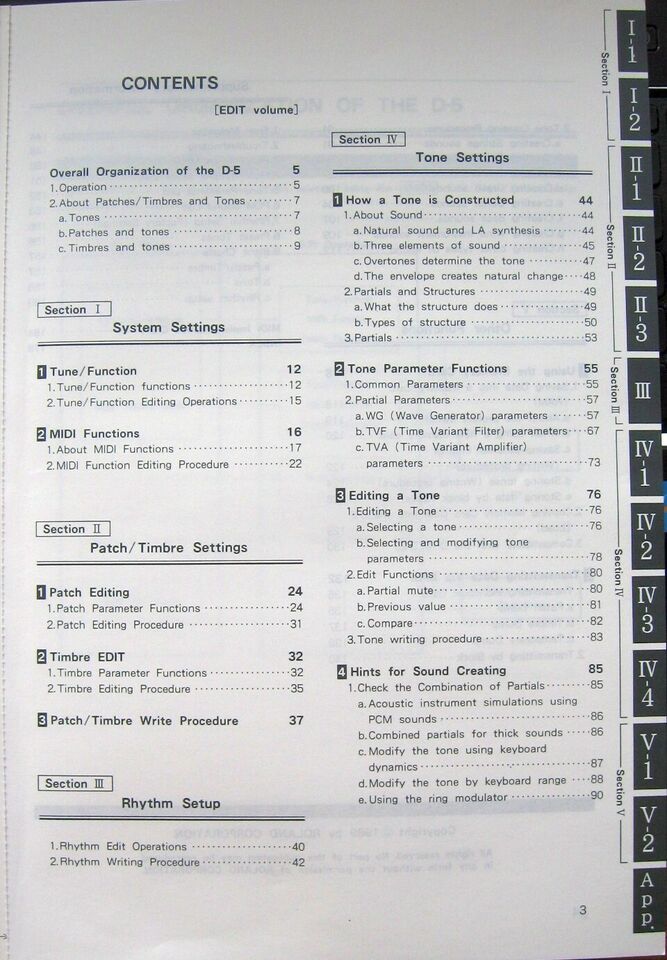 CONTENTS
[EDIT volume]
Overall Organization of the D-5 5
1.Operation 5
2.About Patches/Timbres and Tones 7
a.Tones 7
b.Patches and tones 8
c.Timbres and tones 9
Section Ⅰ
System Settings
1 Tune/Function 12
1.Tune/Function functions 12
2.Tune/Function Editing Operations 15
2 MIDI Functions 16
1.About MIDI Functions 17
2.MIDI Function Editing Procedure 22
Section Ⅱ
Patch/Timbre Settings
1 Patch Editing 24
1.Patch Parameter Functions 24
2.Patch Editing Procedure 31
2 Timbre EDIT 32
1.Timbre Parameter Functions 32
2.Timbre Editing Procedure 35
3 Patch/Timbre Write Procedure 37
Section Ⅲ
Rhythm Setup
1.Rhythm Edit Operations 40
2.Rhythm Writing Procedure 42
Section Ⅳ
Tone Settings
1 How a Tone is Constructed 44
1.About Sound 44
a.Natural sound and LA synthesis 44
b.Three elements of sound 45
c.Overtones determine the tone 47
d.The envelope creates natural change 48
2.Partials and Structures 49
a.What the structure does 49
b.Types of structure 50
3.Partials 53
2 Tone Parameter Functions 55
1.Common Parameters 55
2.Partial Parameters 57
a.WG (Wave Generator) parameters 57
b.TVF (Time Variant Filter) parameters 67
c.TVA (Time Variant Amplifier)
parameters 73
3 Editing a Tone 76
1.Editing a Tone 76
a.Selecting a tone 76
b.Selecting and modifying tone
parameters 78
2.Edit Functions 80
a.Partial mute 80
b.Previous value 81
c.Compare 82
3.Tone writing procedure 83
4 Hints for Sound Creating 85
1.Check the Combination of Partials 85
a.Acoustic instrument simulations using
PCM sounds 86
b.Combined partials for thick sounds 86
c.Modify the tone using keyboard
dynamics 87
d.Modify the tone by keyboard range 88
e.Using the ring modulator 90
3
Section Ⅰ
Ⅰ-1
Ⅰ-2
Section Ⅱ
Ⅱ-1
Ⅱ-2
Ⅱ-3
Section Ⅲ
Ⅲ
Section Ⅳ
Ⅳ-1
Ⅳ-2
Ⅳ-3
Ⅳ-4
Section Ⅴ
Ⅴ-1
Ⅴ-2
App.